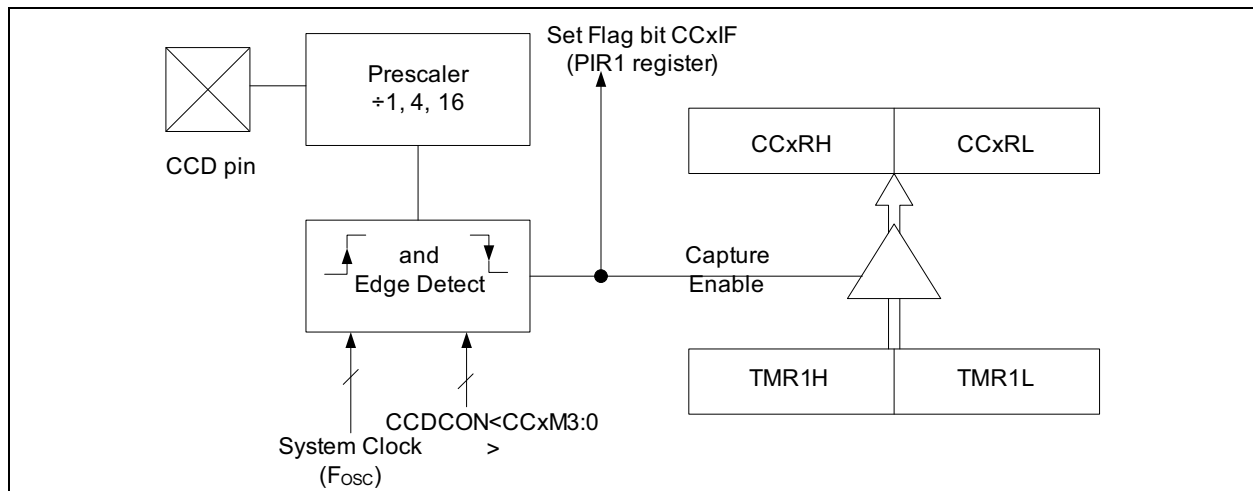 Set Flag bit CCxIF
(PIR1 register)
Prescaler
÷1, 4, 16
CCD pin
CCxRH
CCxRL
and
Edge Detect
Capture
Enable
TMR1H
TMR1L
CCDCON<CCxM3:0
>
System Clock
(FOSC)